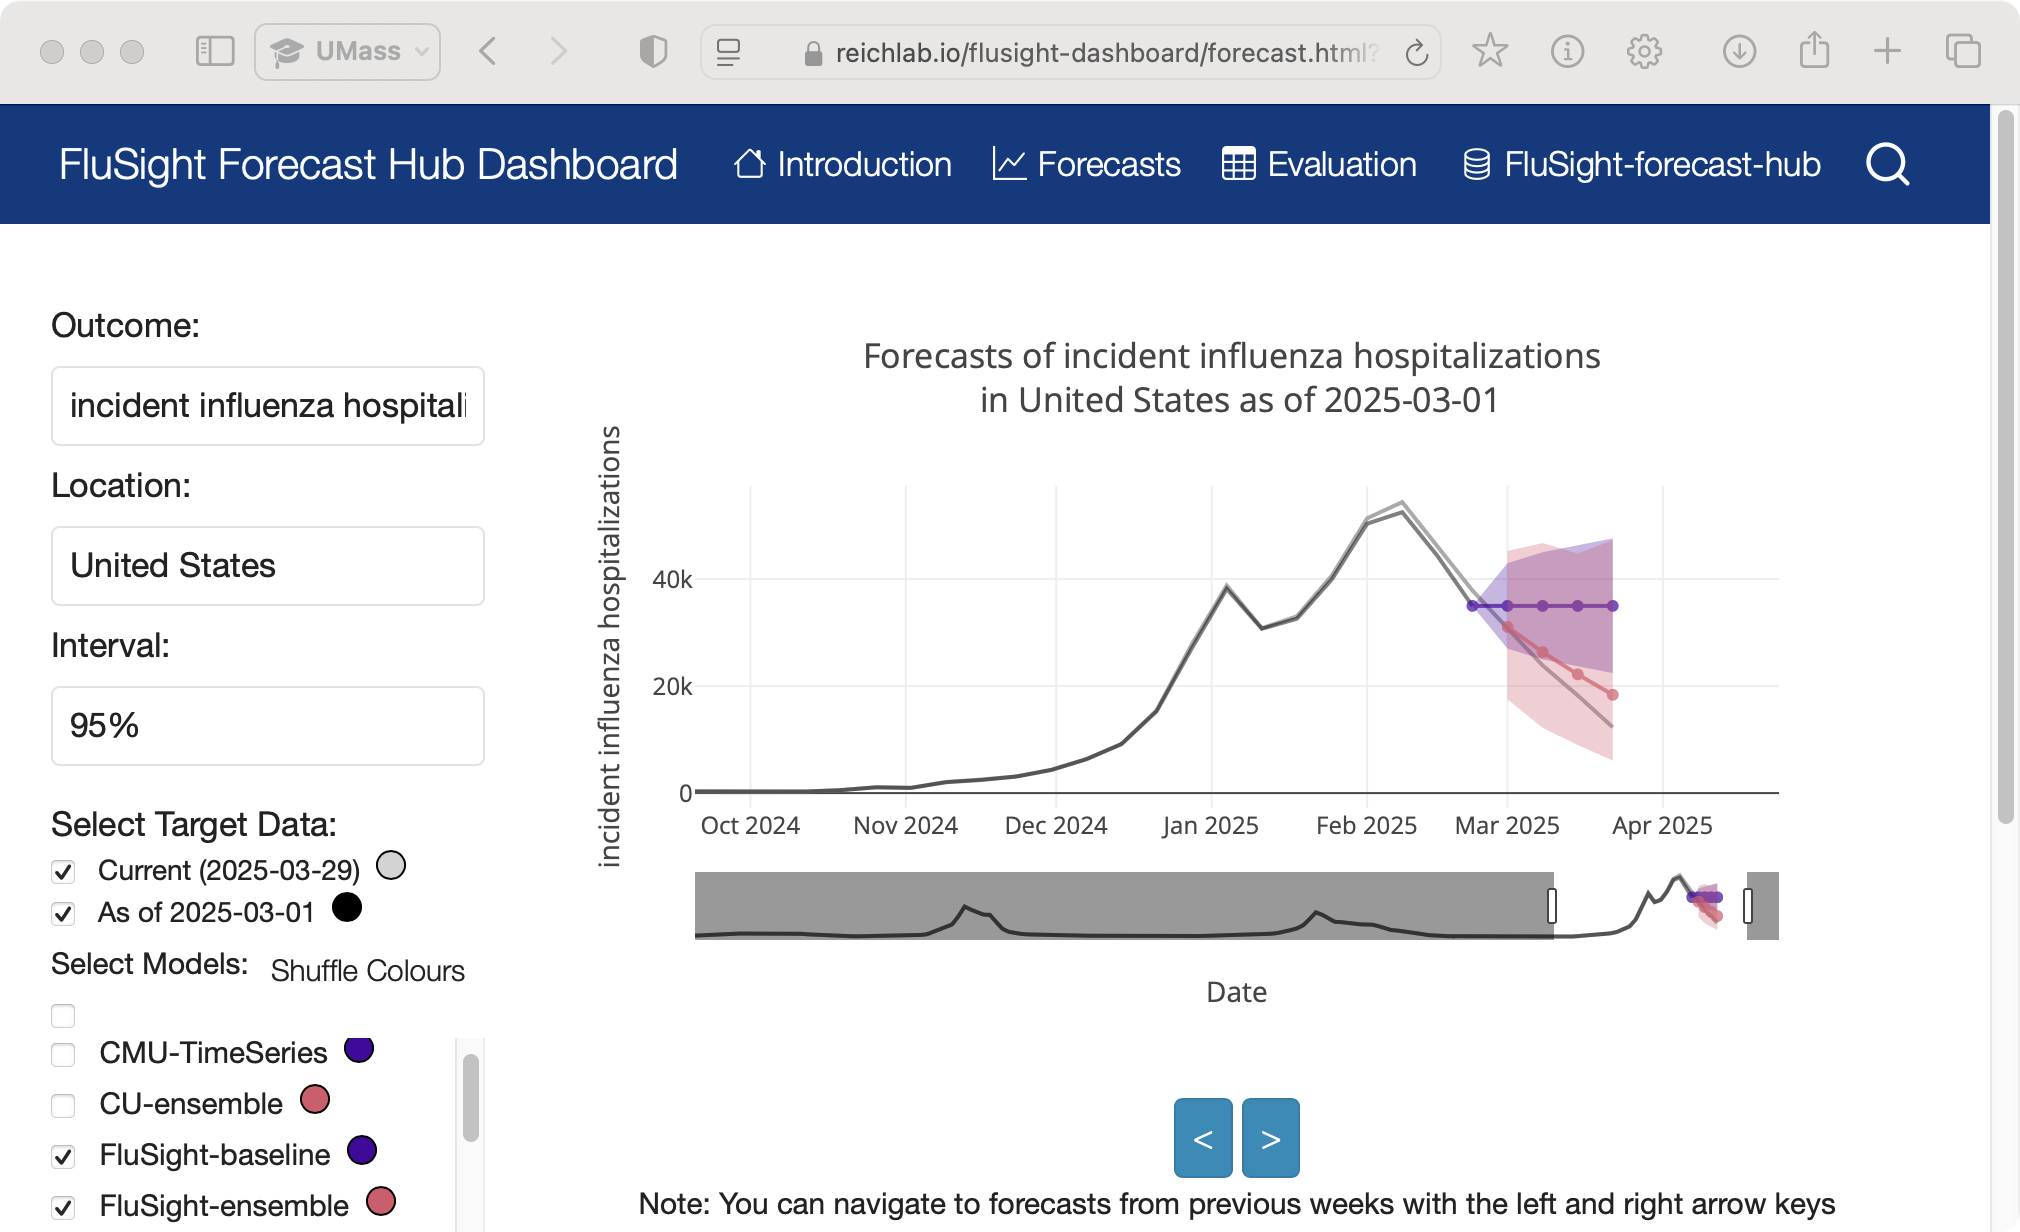 UMass
reichlab.io/flusight-dashboard/forecast.html?
FluSight Forecast Hub Dashboard
Introduction
Forecasts
Evaluation
FluSight-forecast-hub
Outcome:
incident influenza hospitali
Location:
United States
Interval:
95%
Select Target Data:
Current (2025-03-29)
As of 2025-03-01
Select Models:
Shuffle Colours
CMU-TimeSeries
CU-ensemble
FluSight-baseline
FluSight-ensemble
Forecasts of incident influenza hospitalizations
in United States as of 2025-03-01
incident influenza hospitalizations
40k
20k
0
Oct 2024
Nov 2024
Dec 2024
Jan 2025
Feb 2025
Mar 2025
Apr 2025
Date
<
>
Note: You can navigate to forecasts from previous weeks with the left and right arrow keys